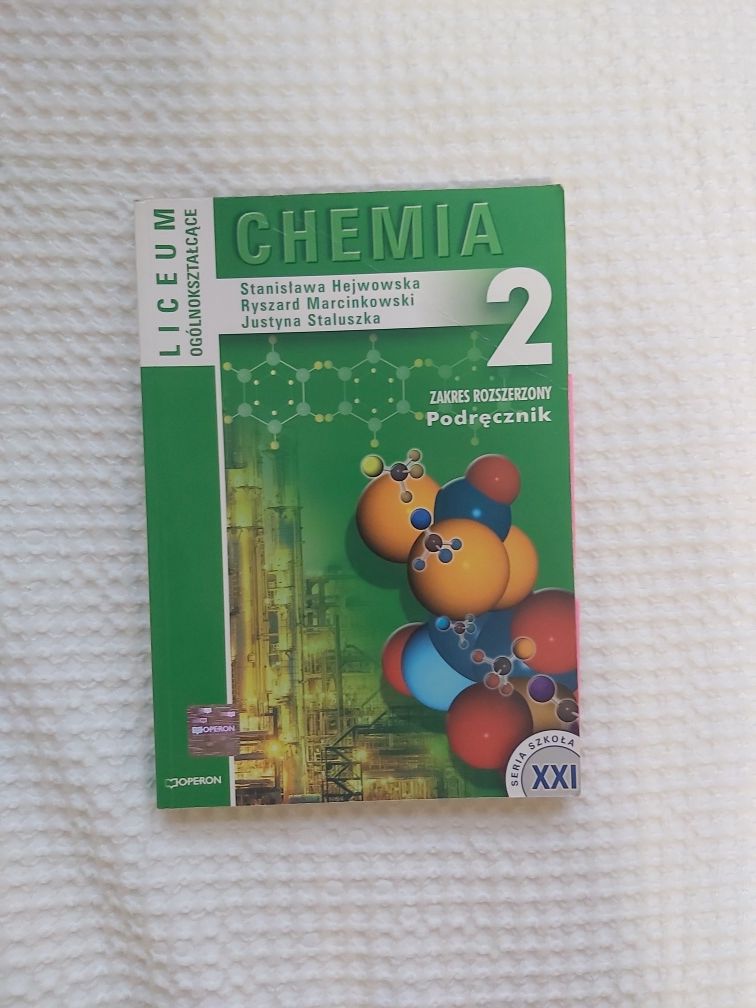 LICEUM
OGÓLNOKSZTAŁCĄCE
CHEMIA
Stanisława Hejwowska
Ryszard Marcinkowski
Justyna Staluszka
2
ZAKRES ROZSZERZONY
Podręcznik
OPERON
OPERON
SERIA SZKOŁA
XXI